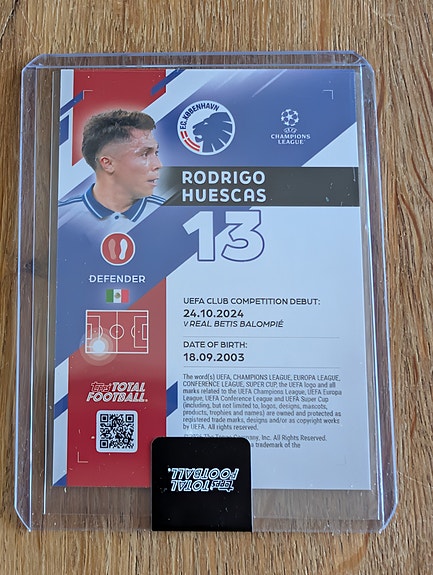 F.C. KØBENHAVN
CHAMPIONS
LEAGUE
RODRIGO
HUESCAS
13
DEFENDER
UEFA CLUB COMPETITION DEBUT:
24.10.2024
V REAL BETIS BALOMPIÉ
DATE OF BIRTH:
18.09.2003
The word(s) UEFA, CHAMPIONS LEAGUE, EUROPA LEAGUE,
CONFERENCE LEAGUE, SUPER CUP, the UEFA logo and all
marks related to the UEFA Champions League, UEFA Europa
League, UEFA Conference League and UEFA Super Cup
(including, but not limited to, logos, designs, mascots,
products, trophies and names) are owned and protected as
registered trade marks, designs and/or as copyright works
by UEFA. All rights reserved.
The Topps Company, Inc. All Rights Reserved.
a trademark of the
topps TOTAL
FOOTBALL.
topps TOTAL
FOOTBALL.